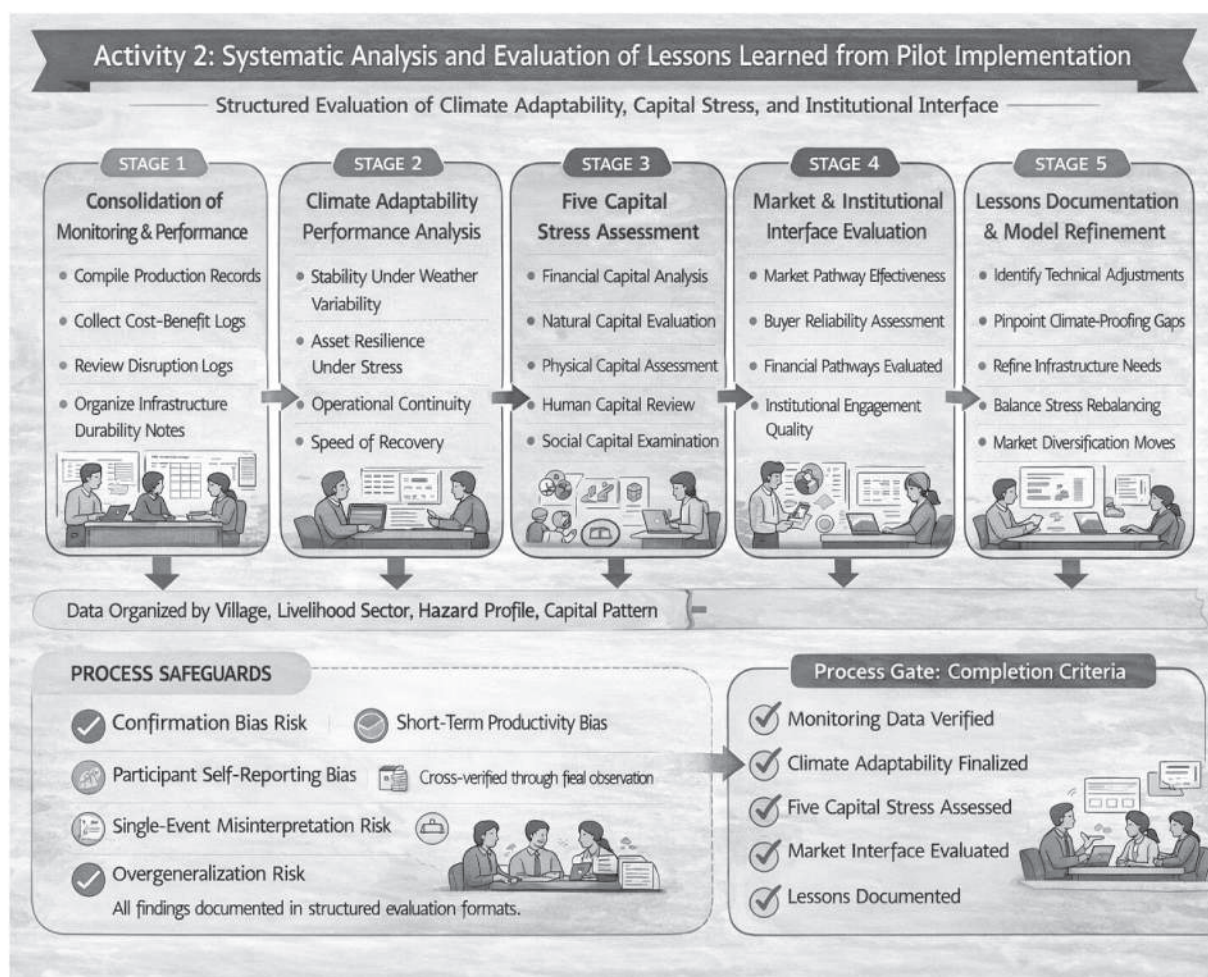 Activity 2: Systematic Analysis and Evaluation of Lessons Learned from Pilot Implementation
Structured Evaluation of Climate Adaptability, Capital Stress, and Institutional Interface
STAGE 1
Consolidation of
Monitoring & Performance
Compile Production Records
Collect Cost-Benefit Logs
Review Disruption Logs
Organize Infrastructure
Durability Notes
STAGE 2
Climate Adaptability
Performance Analysis
Stability Under Weather
Variability
Asset Resilience
Under Stress
Operational Continuity
Speed of Recovery
STAGE 3
Five Capital
Stress Assessment
Financial Capital Analysis
Natural Capital Evaluation
Physical Capital Assessment
Human Capital Review
Social Capital Examination
STAGE 4
Market & Institutional
Interface Evaluation
Market Pathway Effectiveness
Buyer Reliability Assessment
Financial Pathways Evaluated
Institutional Engagement
Quality
STAGE 5
Lessons Documentation
& Model Refinement
Identify Technical Adjustments
Pinpoint Climate-Proofing Gaps
Refine Infrastructure Needs
Balance Stress Rebalancing
Market Diversification Moves
Data Organized by Village, Livelihood Sector, Hazard Profile, Capital Pattern
PROCESS SAFEGUARDS
Confirmation Bias Risk
Short-Term Productivity Bias
Participant Self-Reporting Bias
Cross-verified through fieal observation
Single-Event Misinterpretation Risk
Overgeneralization Risk
All findings documented in structured evaluation formats.
Process Gate: Completion Criteria
Monitoring Data Verified
Climate Adaptability Finalized
Five Capital Stress Assessed
Market Interface Evaluated
Lessons Documented